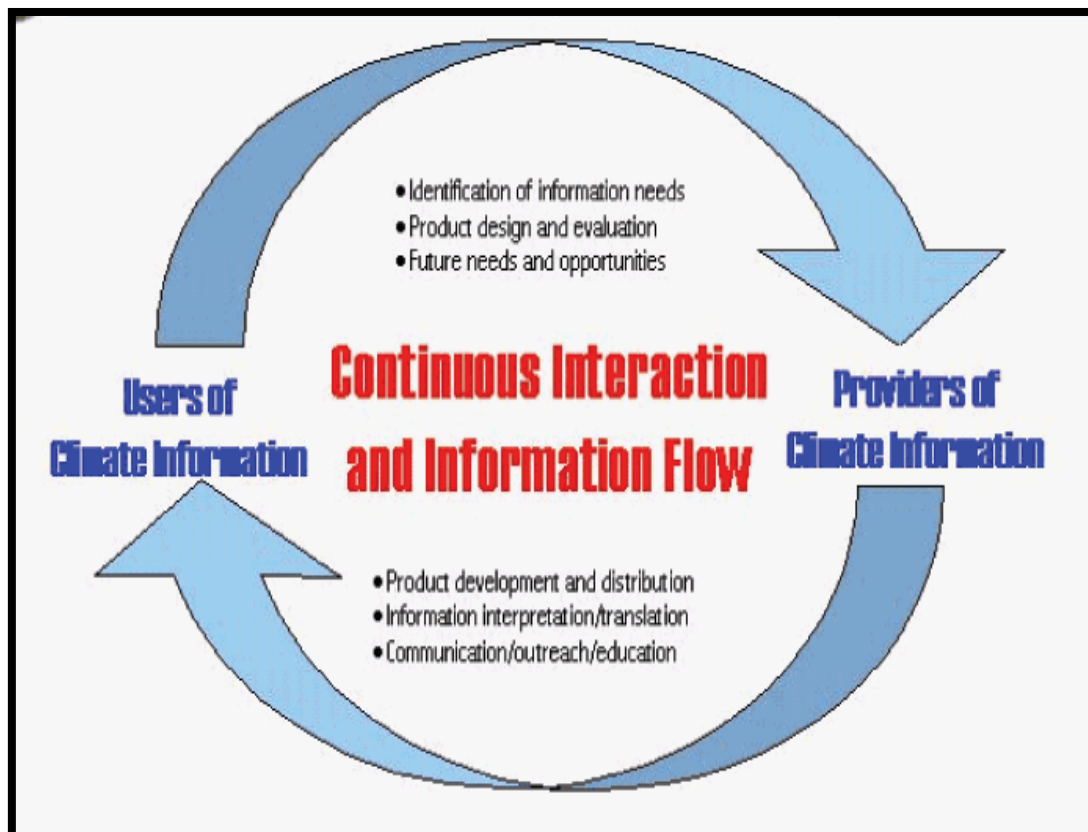 •Identification of information needs
•Product design and evaluation
•Future needs and opportunities
Continuous Interaction
and Information Flow
Users of
Climate Information
Providers of
Climate Information
•Product development and distribution
•Information interpretation/translation
•Communication/outreach/education